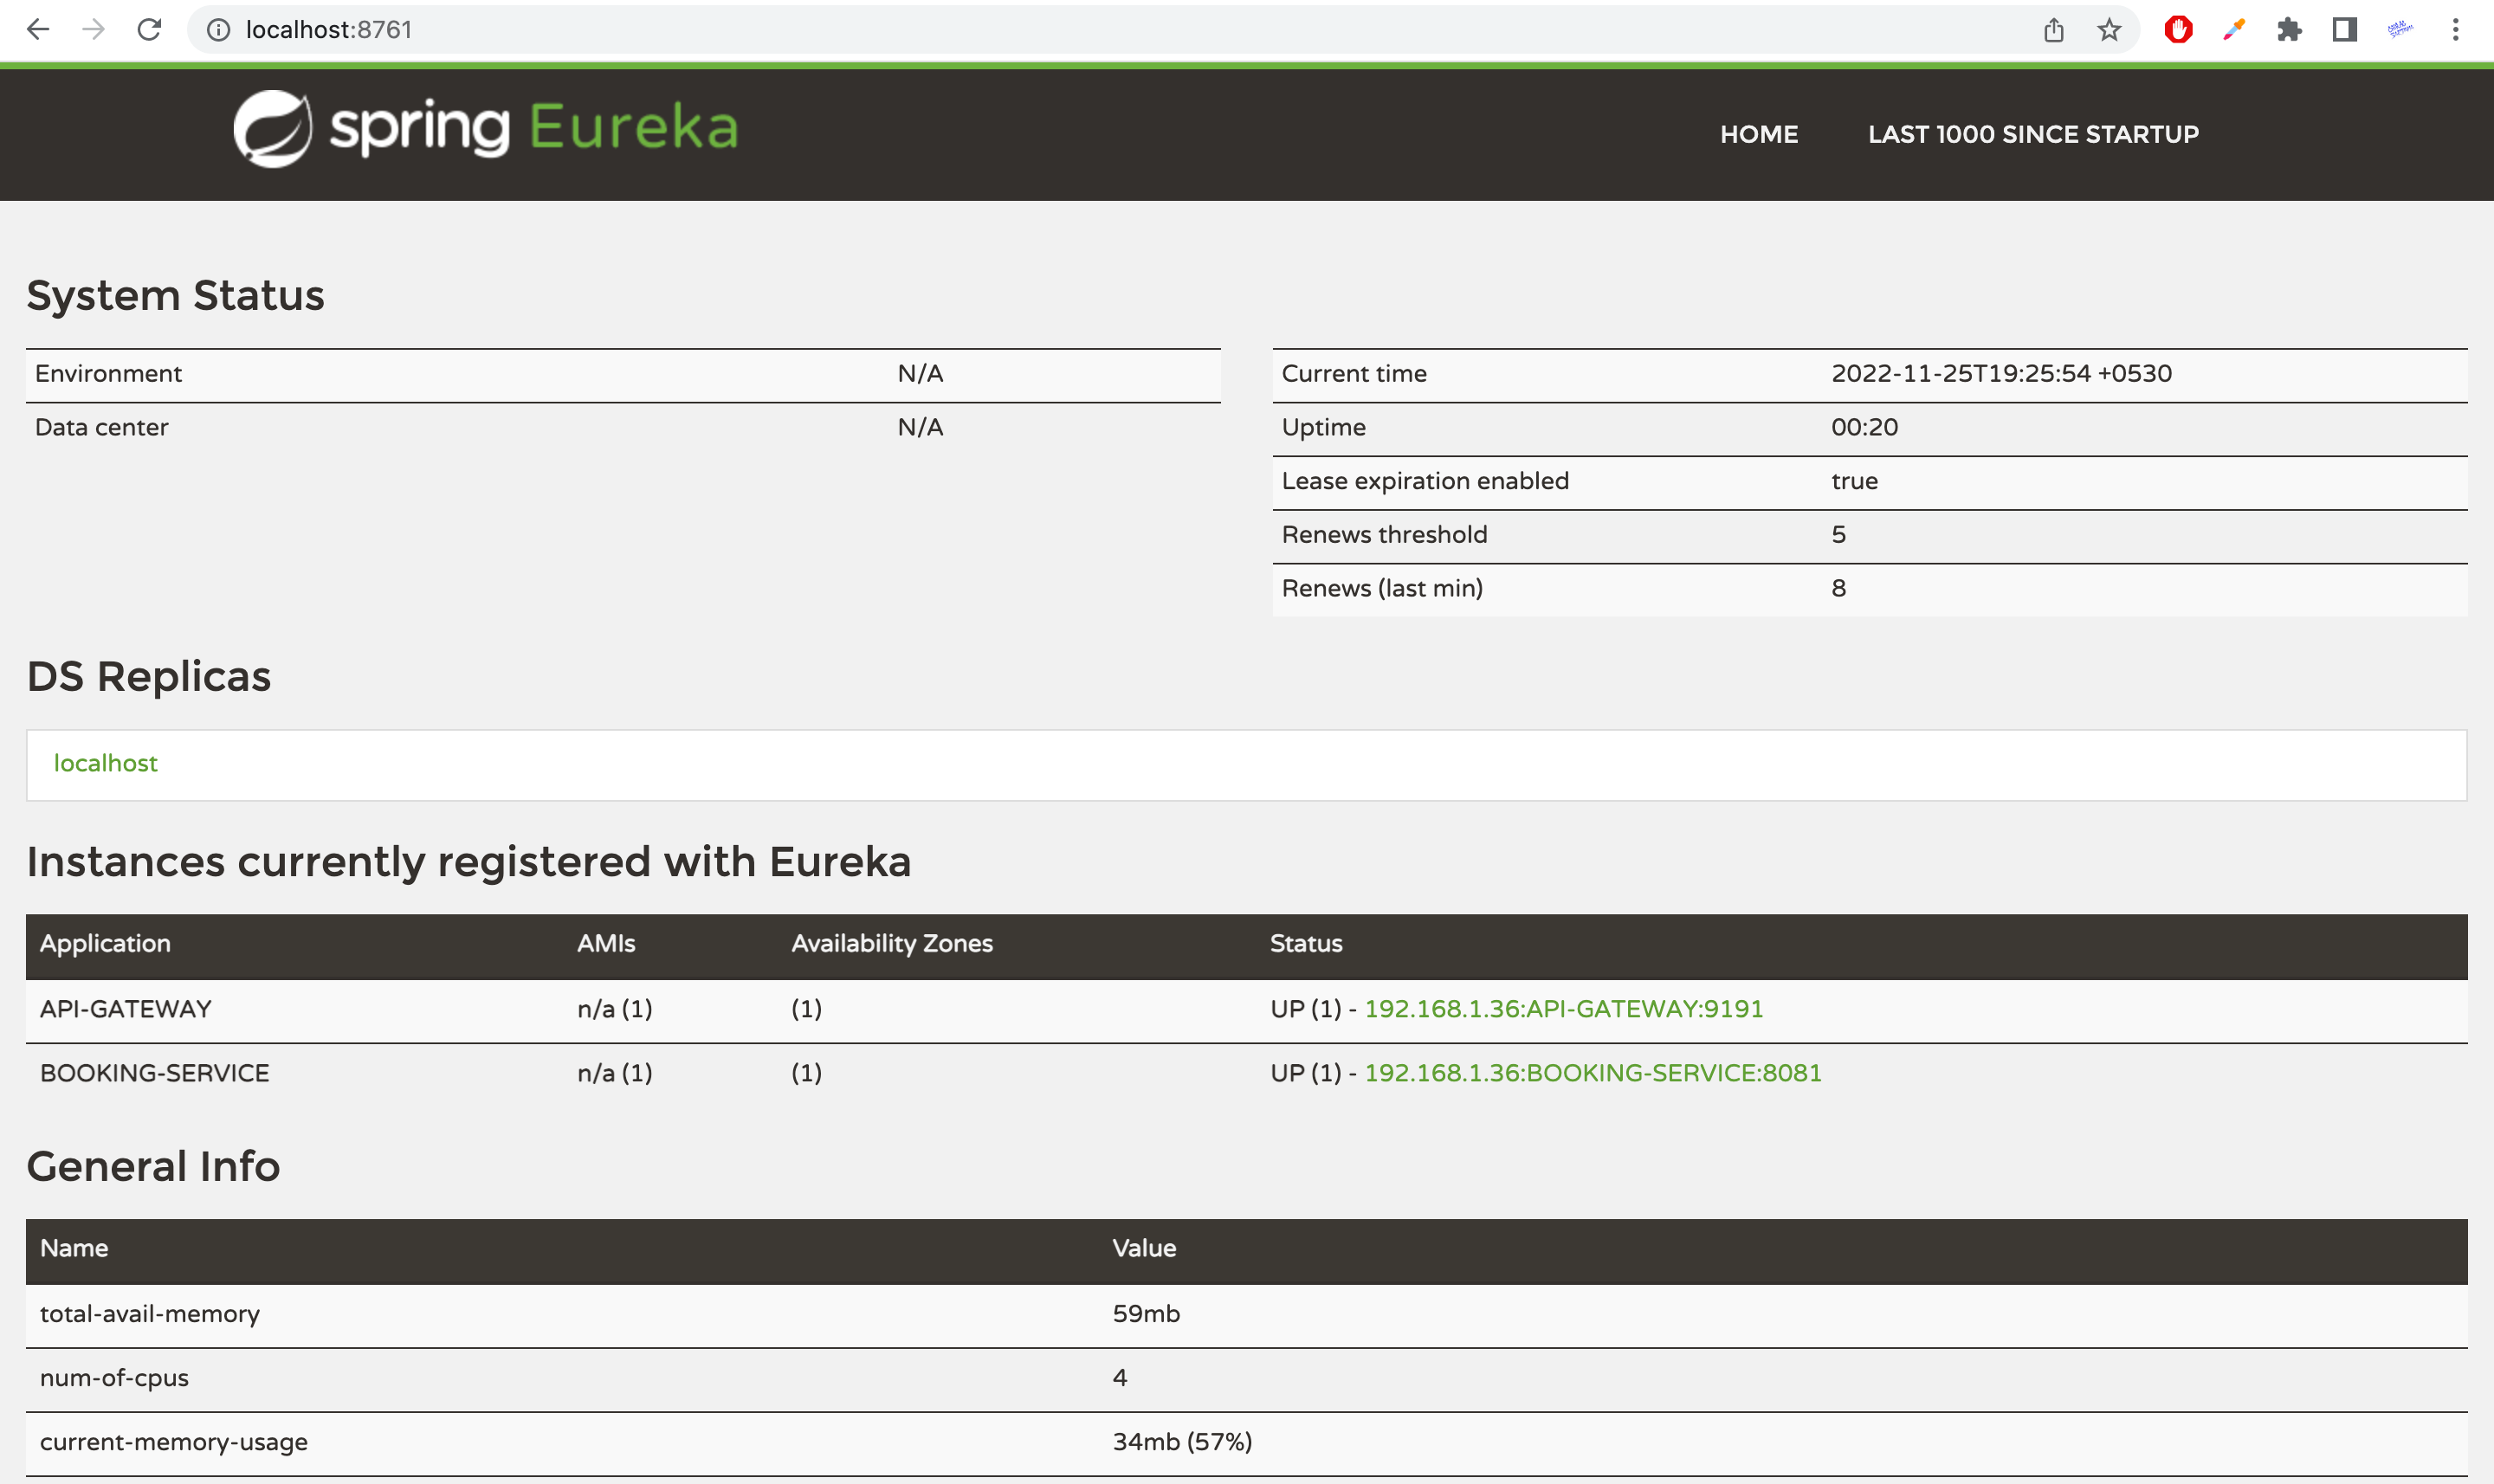 localhost:8761
spring Eureka
HOME
LAST 1000 SINCE STARTUP
System Status
Environment N/A
Data center N/A
Current time 2022-11-25T19:25:54 +0530
Uptime 00:20
Lease expiration enabled true
Renews threshold 5
Renews (last min) 8
DS Replicas
localhost
Instances currently registered with Eureka
Application AMIs Availability Zones Status
API-GATEWAY n/a (1) (1) UP (1) - 192.168.1.36:API-GATEWAY:9191
BOOKING-SERVICE n/a (1) (1) UP (1) - 192.168.1.36:BOOKING-SERVICE:8081
General Info
Name Value
total-avail-memory 59mb
num-of-cpus 4
current-memory-usage 34mb (57%)